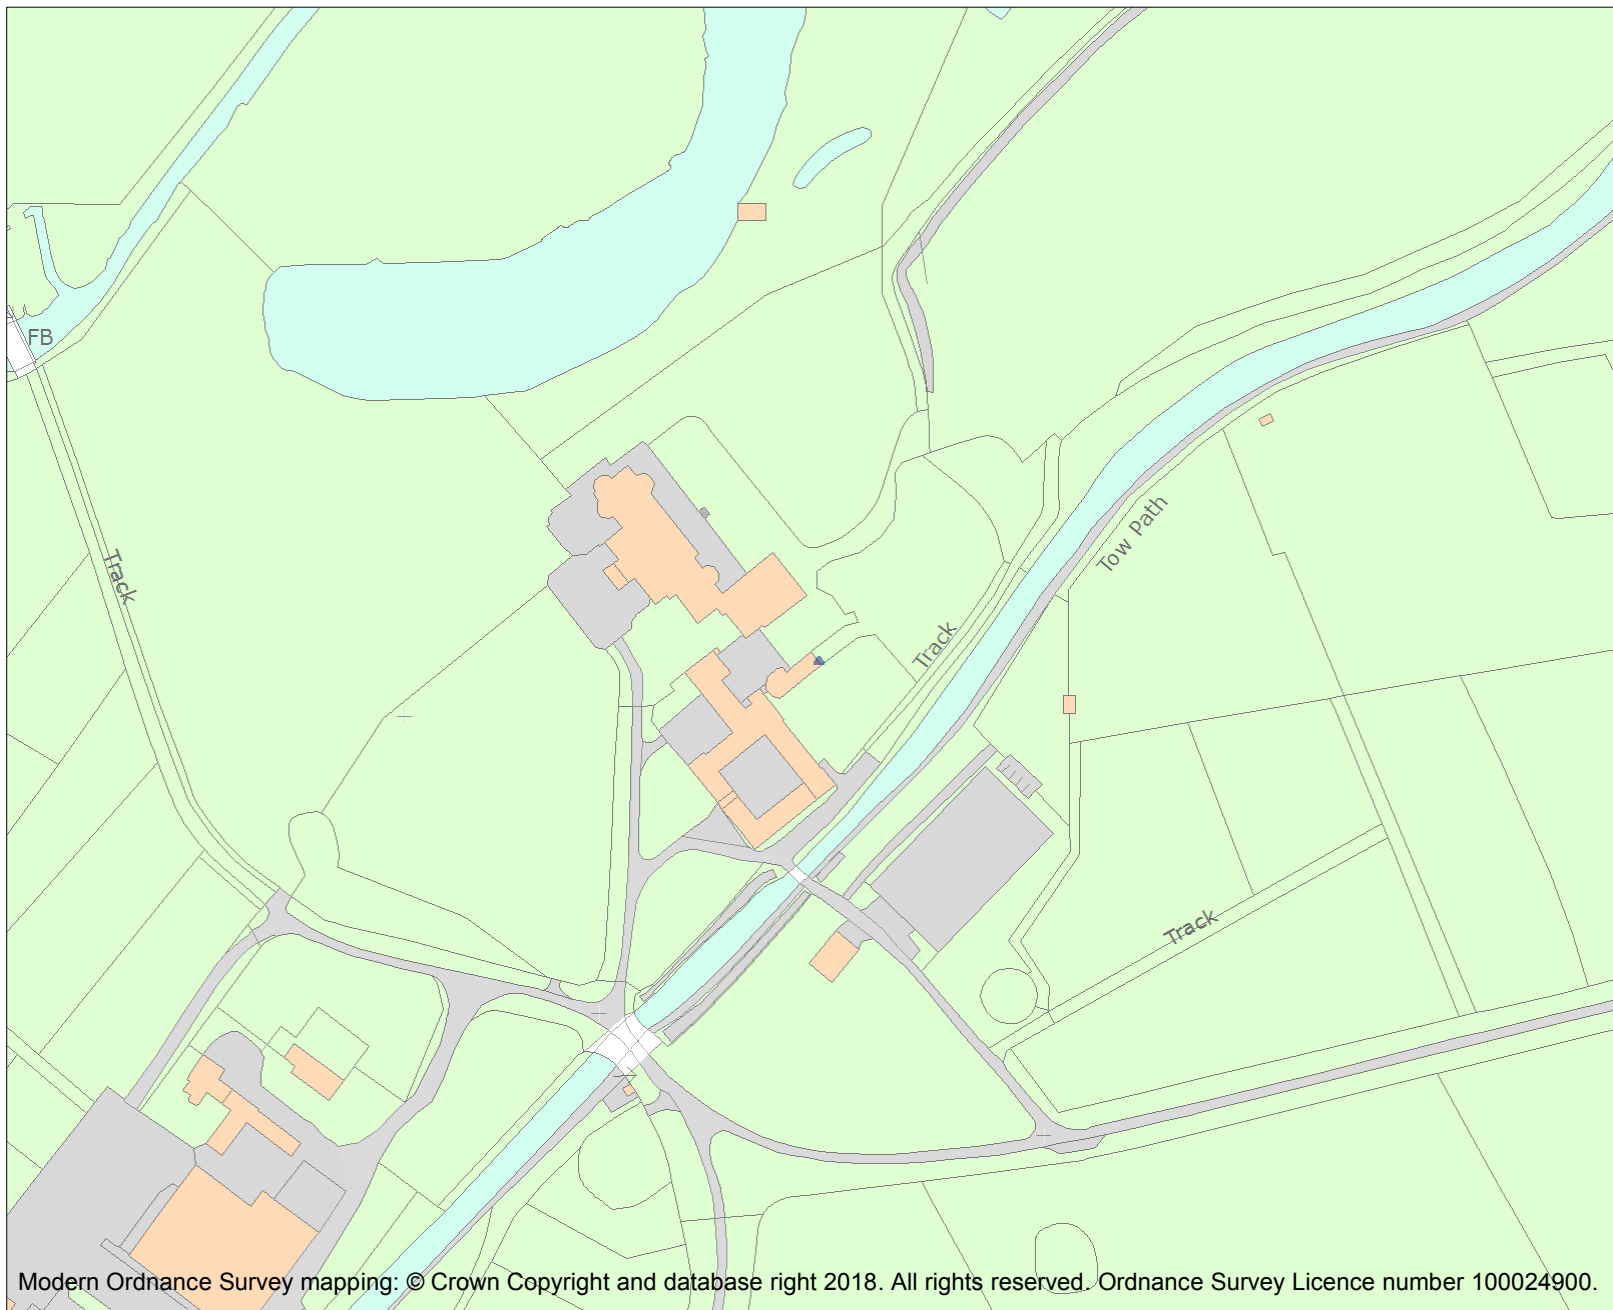 FB
Track
Tow Path
Track
Track
Modern Ordnance Survey mapping: © Crown Copyright and database right 2018. All rights reserved. Ordnance Survey Licence number 100024900.